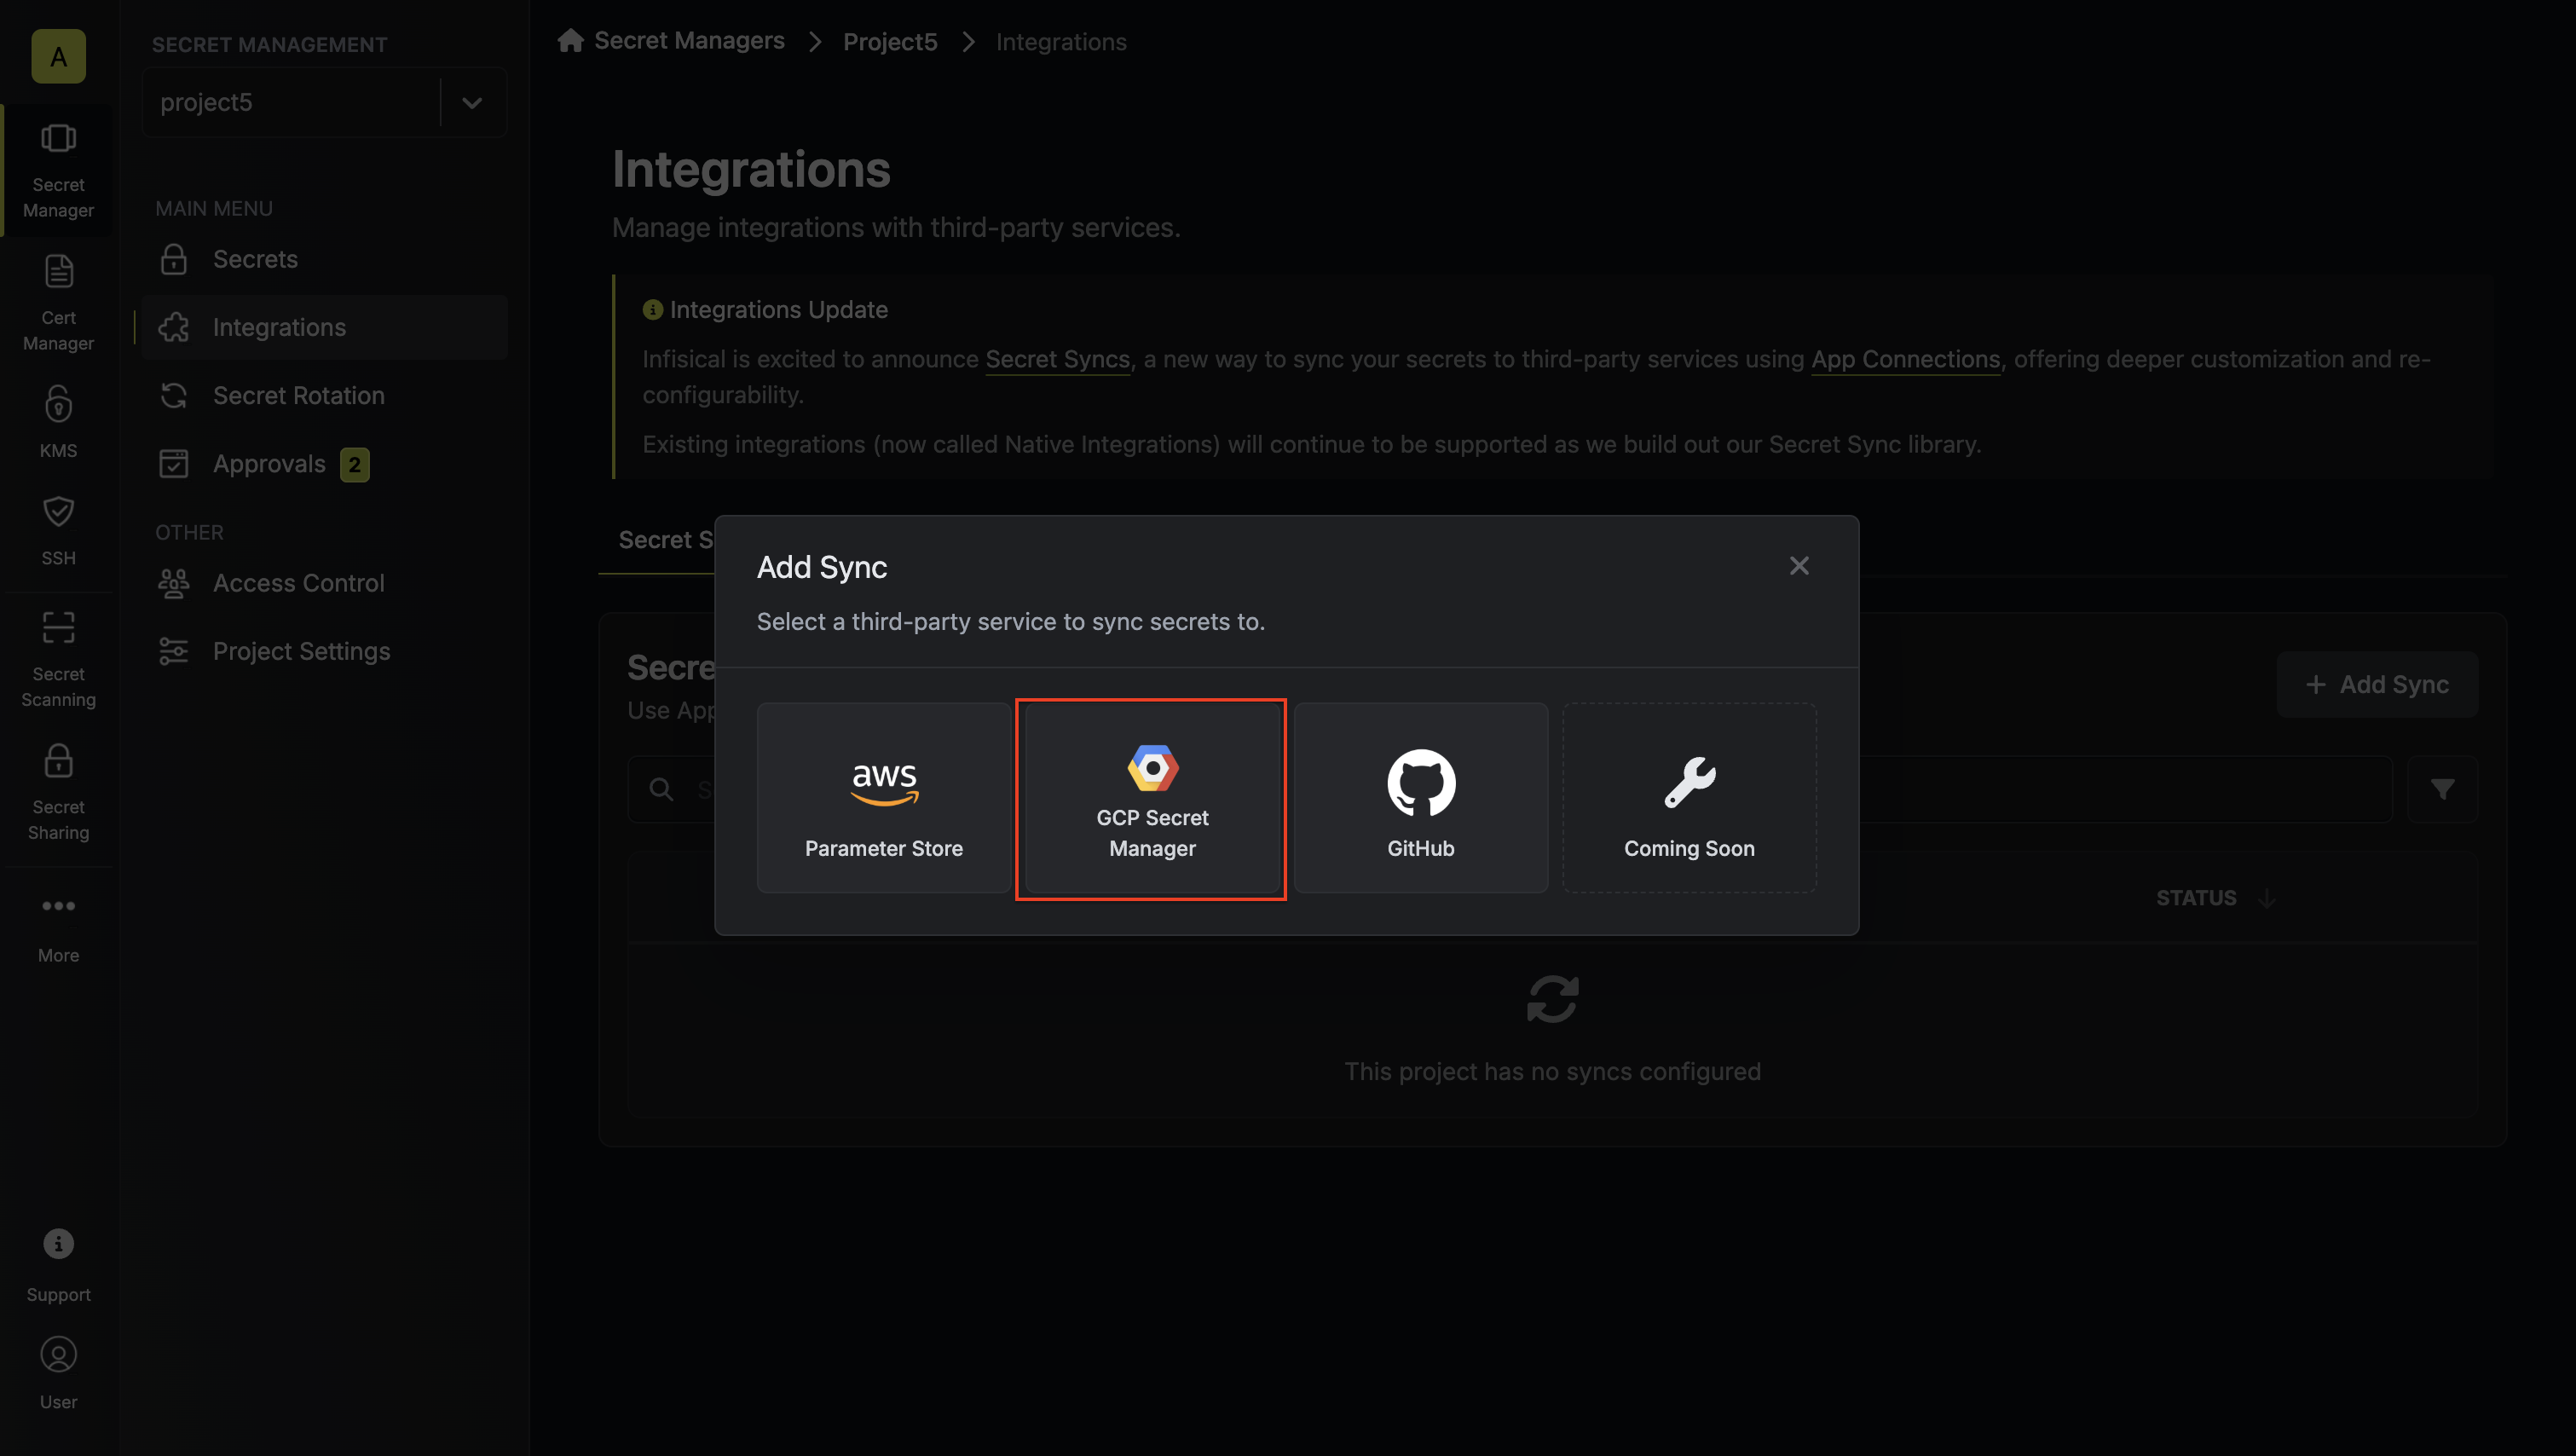 A
Secret
Manager
Cert
Manager
KMS
SSH
Secret
Scanning
Secret
Sharing
More
Support
User
SECRET MANAGEMENT
project5
MAIN MENU
Secrets
Integrations
Secret Rotation
Approvals 2
OTHER
Access Control
Project Settings
Secret Managers > Project5 > Integrations
Integrations
Manage integrations with third-party services.
Integrations Update
Infisical is excited to announce Secret Syncs, a new way to sync your secrets to third-party services using App Connections, offering deeper customization and re-
configurability.
Existing integrations (now called Native Integrations) will continue to be supported as we build out our Secret Sync library.
Secret S
Add Sync
Select a third-party service to sync secrets to.
aws
Parameter Store
GCP Secret
Manager
GitHub
Coming Soon
Secre
Use App
+ Add Sync
S
STATUS
This project has no syncs configured